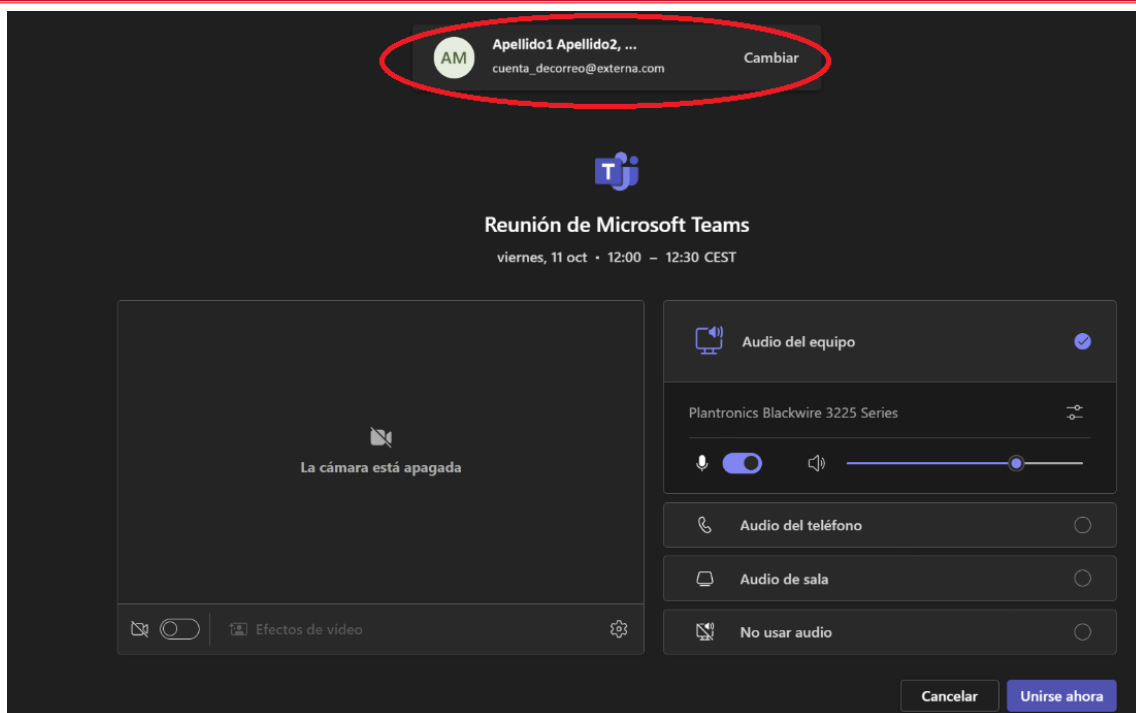 AM
Apellido1 Apellido2, ...
cuenta_decorreo@externa.com
Cambiar
T
Reunión de Microsoft Teams
viernes, 11 oct • 12:00 – 12:30 CEST
La cámara está apagada
Efectos de vídeo
Audio del equipo
Plantronics Blackwire 3225 Series
Audio del teléfono
Audio de sala
No usar audio
Cancelar
Unirse ahora